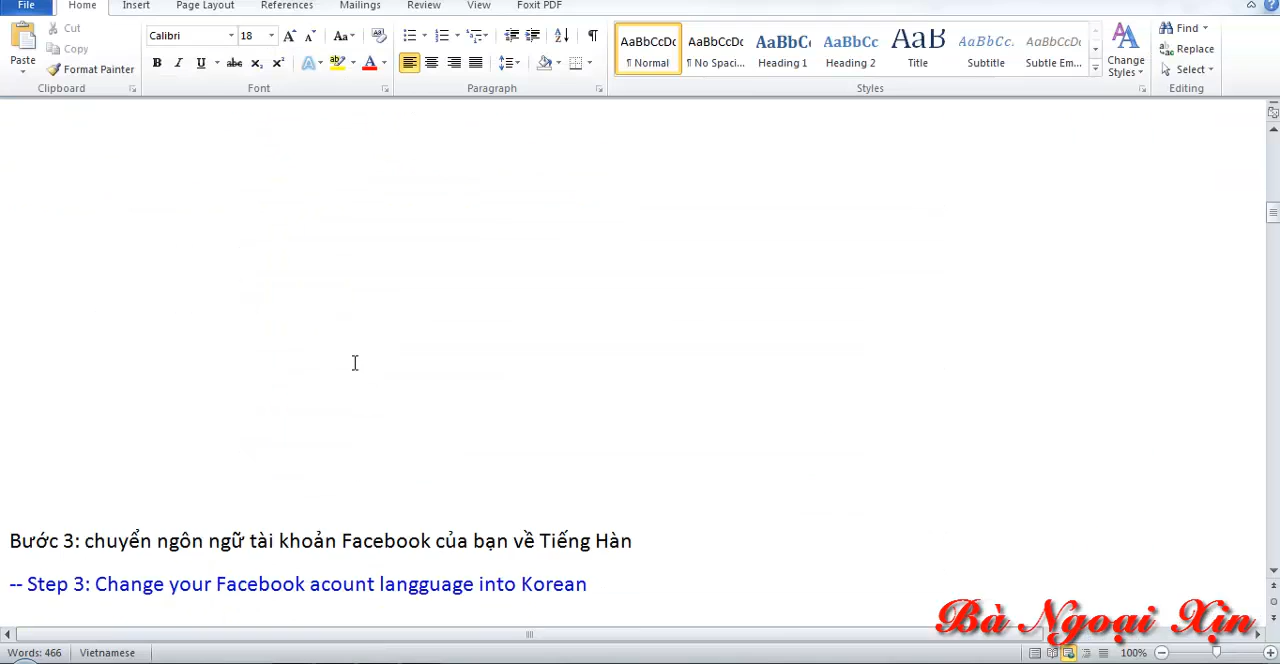 File Home Insert Page Layout References Mailings Review View Foxit PDF
Cut
Copy
Paste
Format Painter
Clipboard
Calibri 18
Font
Paragraph
AaBbCcDc AaBbCcDc AaBbC AaBbCc AaB AaBbCc. AaBbCcDc
¶ Normal ¶ No Spac... Heading 1 Heading 2 Title Subtitle Subtle Em...
Styles
Change Styles
Find
Replace
Select
Editing
Bước 3: chuyển ngôn ngữ tài khoản Facebook của bạn về Tiếng Hàn
-- Step 3: Change your Facebook acount langguage into Korean
Bà Ngoại Xịn
Words: 466 Vietnamese 100%